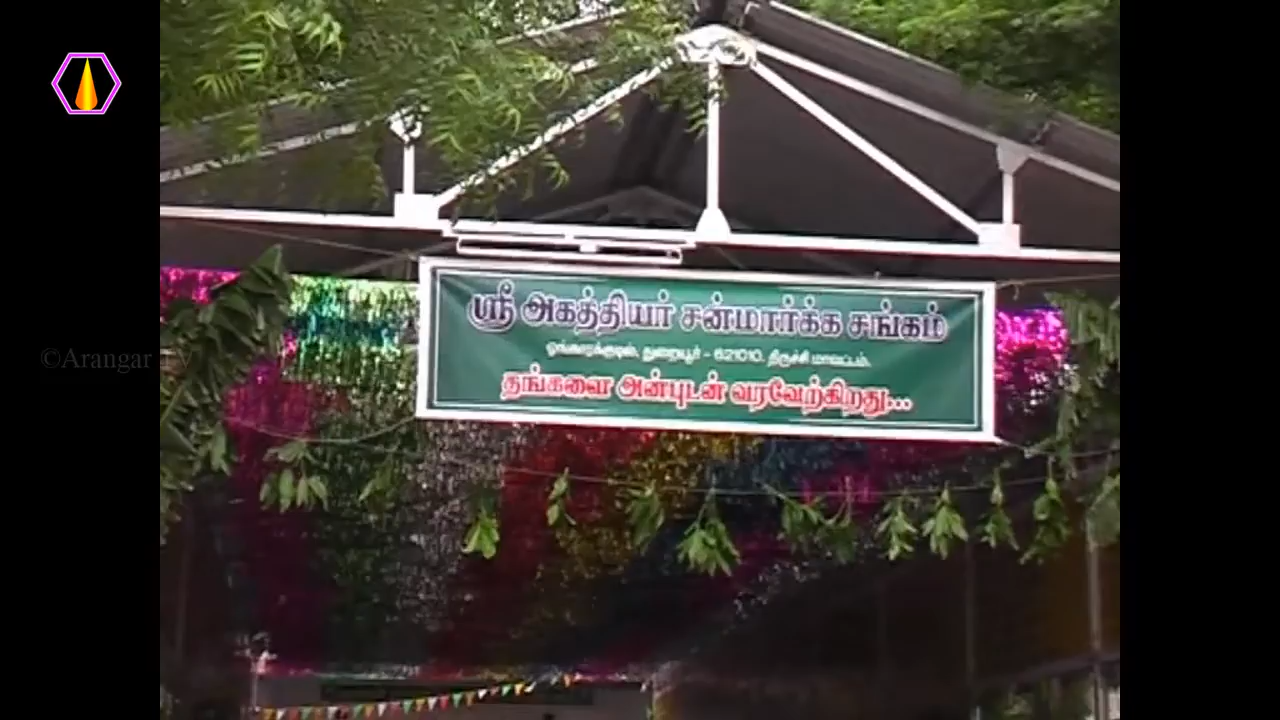 ஸ்ரீ அகத்தியர் சன்மார்க்க சங்கம்
ஓங்காரக்குடில், துறையூர் - 621010. திருச்சி மாவட்டம்.
தங்களை அன்புடன் வரவேற்கிறது...
©Arangar TV